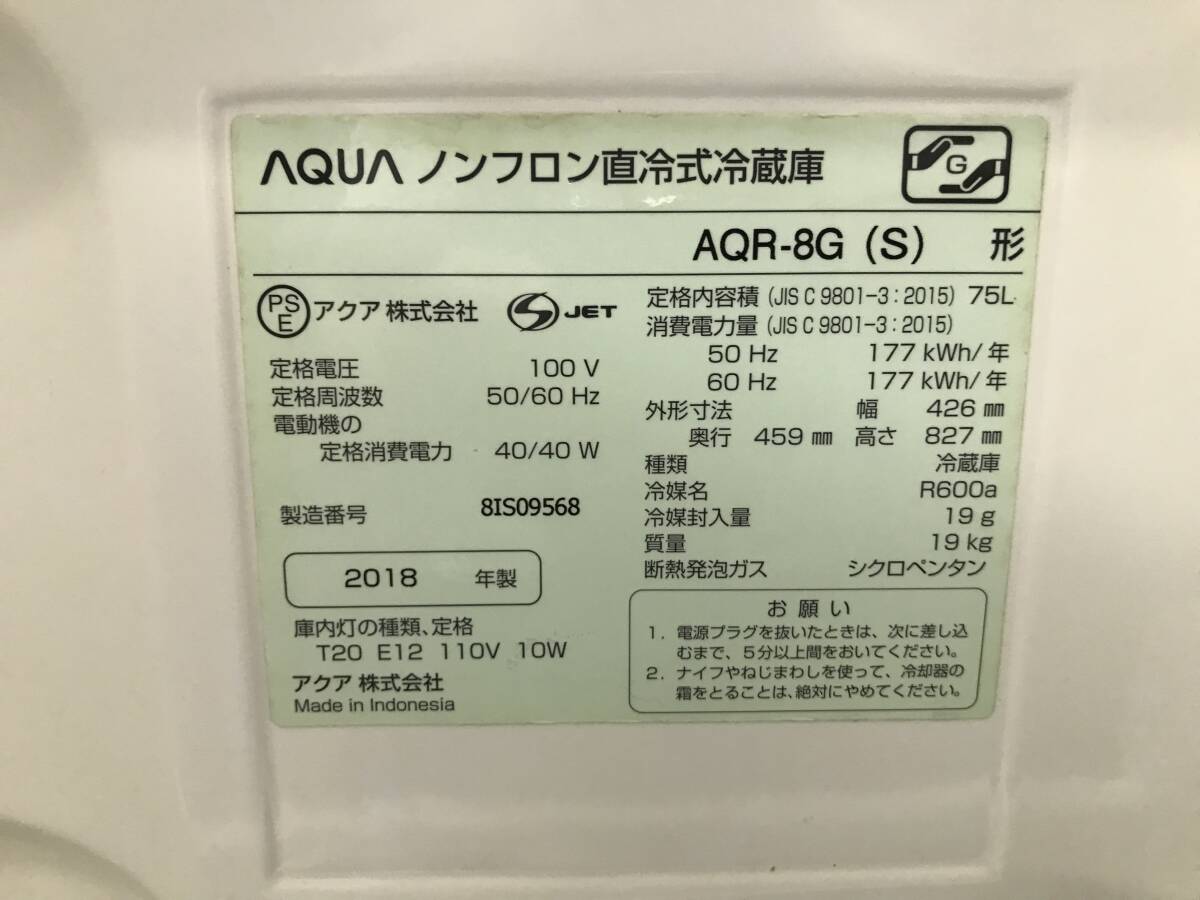 AQUA ノンフロン直冷式冷蔵庫
G
AQR-8G (S) 形
PS
E
アクア 株式会社
S JET
定格電圧 100 V
定格周波数 50/60 Hz
電動機の
定格消費電力 40/40 W
製造番号 8IS09568
2018 年製
庫内灯の種類、定格
T20 E12 110V 10W
アクア 株式会社
Made in Indonesia
定格内容積 (JIS C 9801-3 : 2015) 75L
消費電力量 (JIS C 9801-3 : 2015)
50 Hz 177 kWh/年
60 Hz 177 kWh/年
外形寸法 幅 426 mm
奥行 459 mm 高さ 827 mm
種類 冷蔵庫
冷媒名 R600a
冷媒封入量 19 g
質量 19 kg
断熱発泡ガス シクロペンタン
お 願 い
1. 電源プラグを抜いたときは、次に差し込
むまで、5分以上間をおいてください。
2. ナイフやねじまわしを使って、冷却器の
霜をとることは、絶対にやめてください。